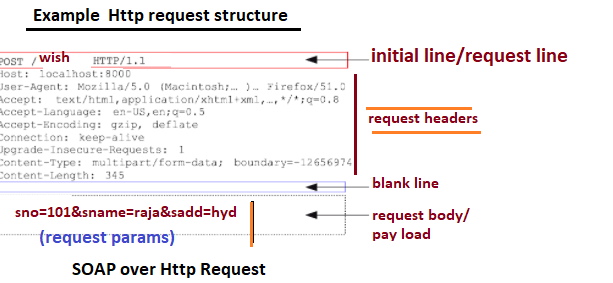 Example Http request structure
POST / wish HTTP/1.1
initial line/request line
Host: localhost:8000
User-Agent: Mozilla/5.0 (Macintosh;… )… Firefox/51.0
Accept: text/html,application/xhtml+xml,…,*/*;q=0.8
Accept-Language: en-US,en;q=0.5
Accept-Encoding: gzip, deflate
Connection: keep-alive
Upgrade-Insecure-Requests: 1
Content-Type: multipart/form-data; boundary=-12656974
Content-Length: 345
request headers
blank line
sno=101&sname=raja&sadd=hyd
(request params)
request body/
pay load
SOAP over Http Request